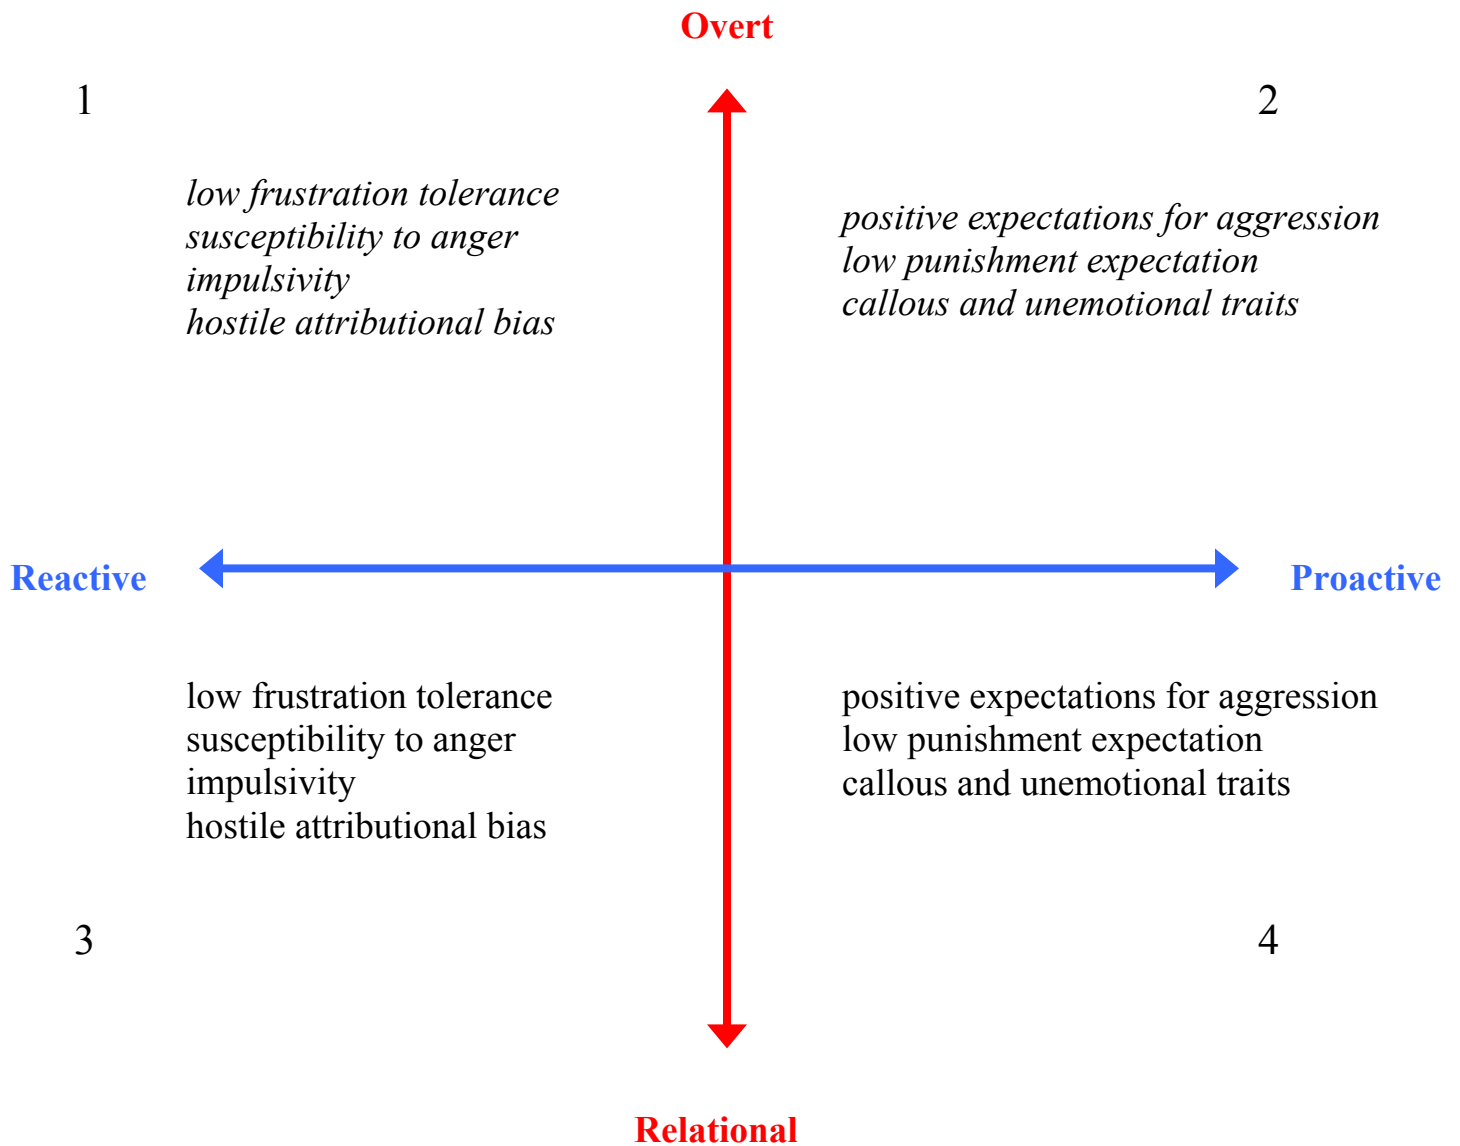 Overt
1
2
low frustration tolerance
susceptibility to anger
impulsivity
hostile attributional bias
positive expectations for aggression
low punishment expectation
callous and unemotional traits
Reactive
Proactive
low frustration tolerance
susceptibility to anger
impulsivity
hostile attributional bias
positive expectations for aggression
low punishment expectation
callous and unemotional traits
3
4
Relational